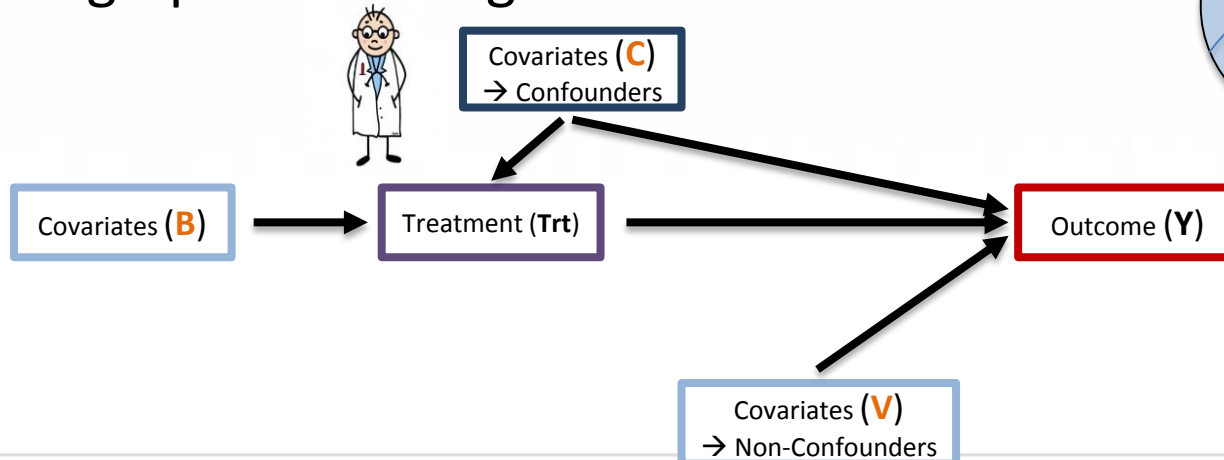 Covariates (C)
→ Confounders
Covariates (B)
Treatment (Trt)
Outcome (Y)
Covariates (V)
→ Non-Confounders